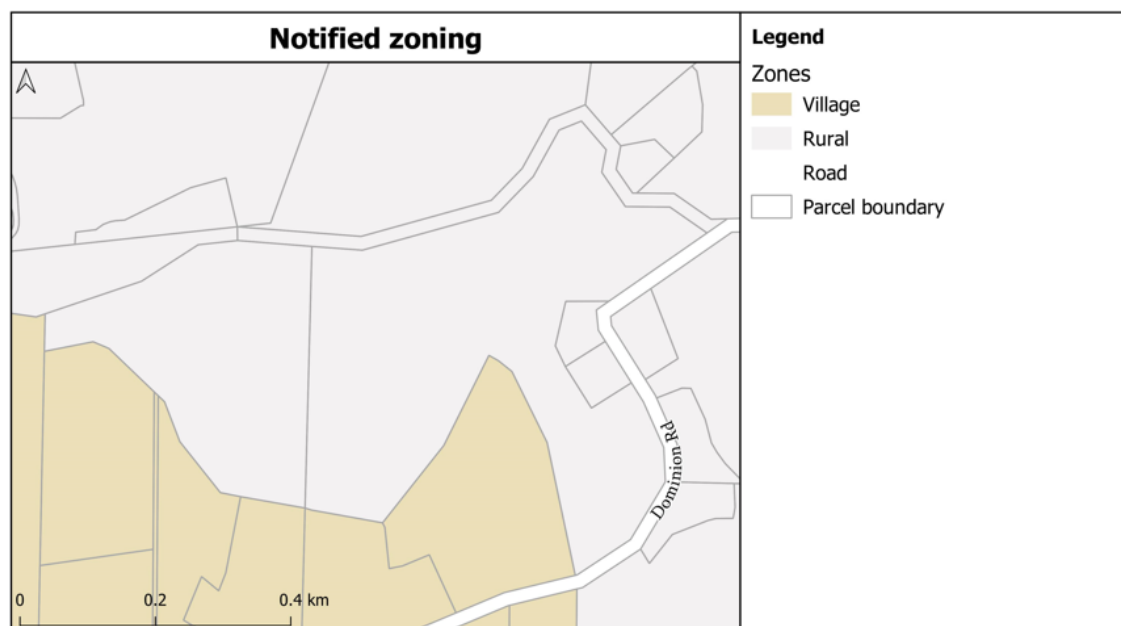 Notified zoning
Legend
Zones
Village
Rural
Road
Parcel boundary
Dominion Rd
0 0.2 0.4 km